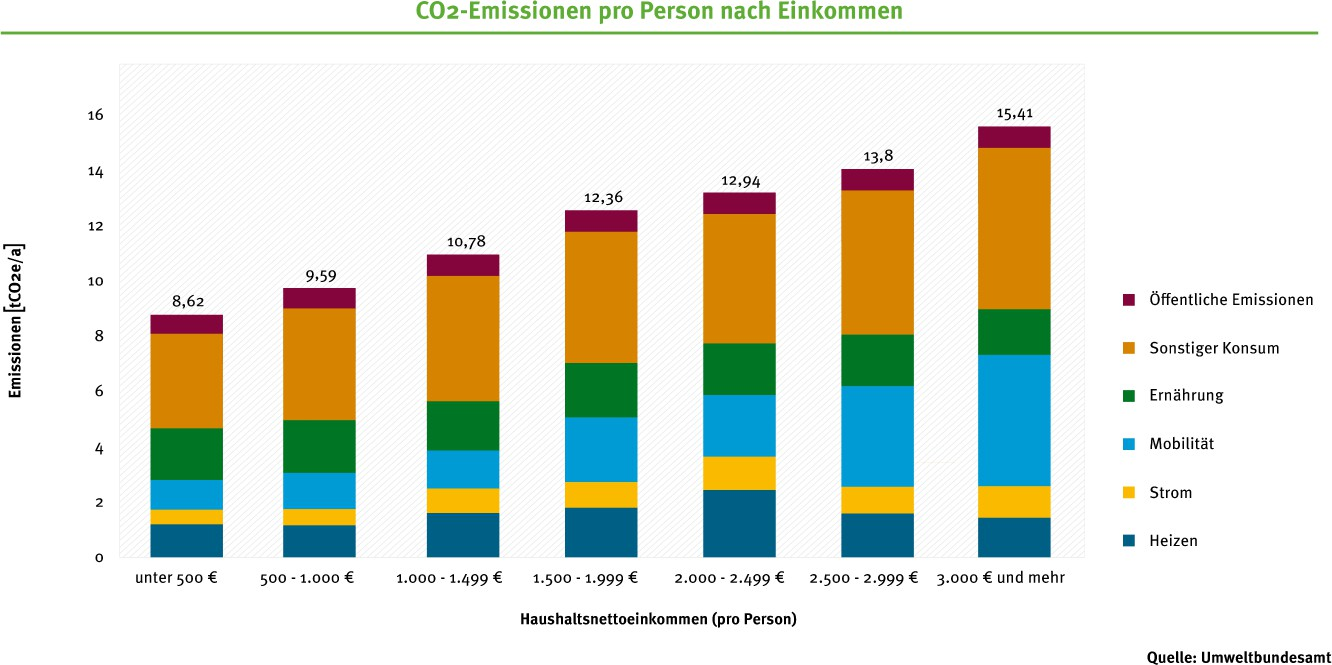 CO2-Emissionen pro Person nach Einkommen
Emissionen [tCO2e/a]
16
14
12
10
8
6
4
2
0
8,62
9,59
10,78
12,36
12,94
13,8
15,41
unter 500 €
500 - 1.000 €
1.000 - 1.499 €
1.500 - 1.999 €
2.000 - 2.499 €
2.500 - 2.999 €
3.000 € und mehr
Haushaltsnettoeinkommen (pro Person)
Öffentliche Emissionen
Sonstiger Konsum
Ernährung
Mobilität
Strom
Heizen
Quelle: Umweltbundesamt